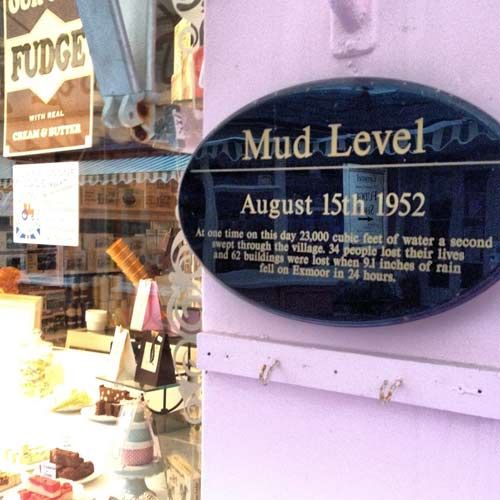 FUDGE
WITH REAL
CREAM & BUTTER
Mud Level
August 15th 1952
At one time on this day 23,000 cubic feet of water a second
swept through the village. 34 people lost their lives
and 62 buildings were lost when 9.1 inches of rain
fell on Exmoor in 24 hours.